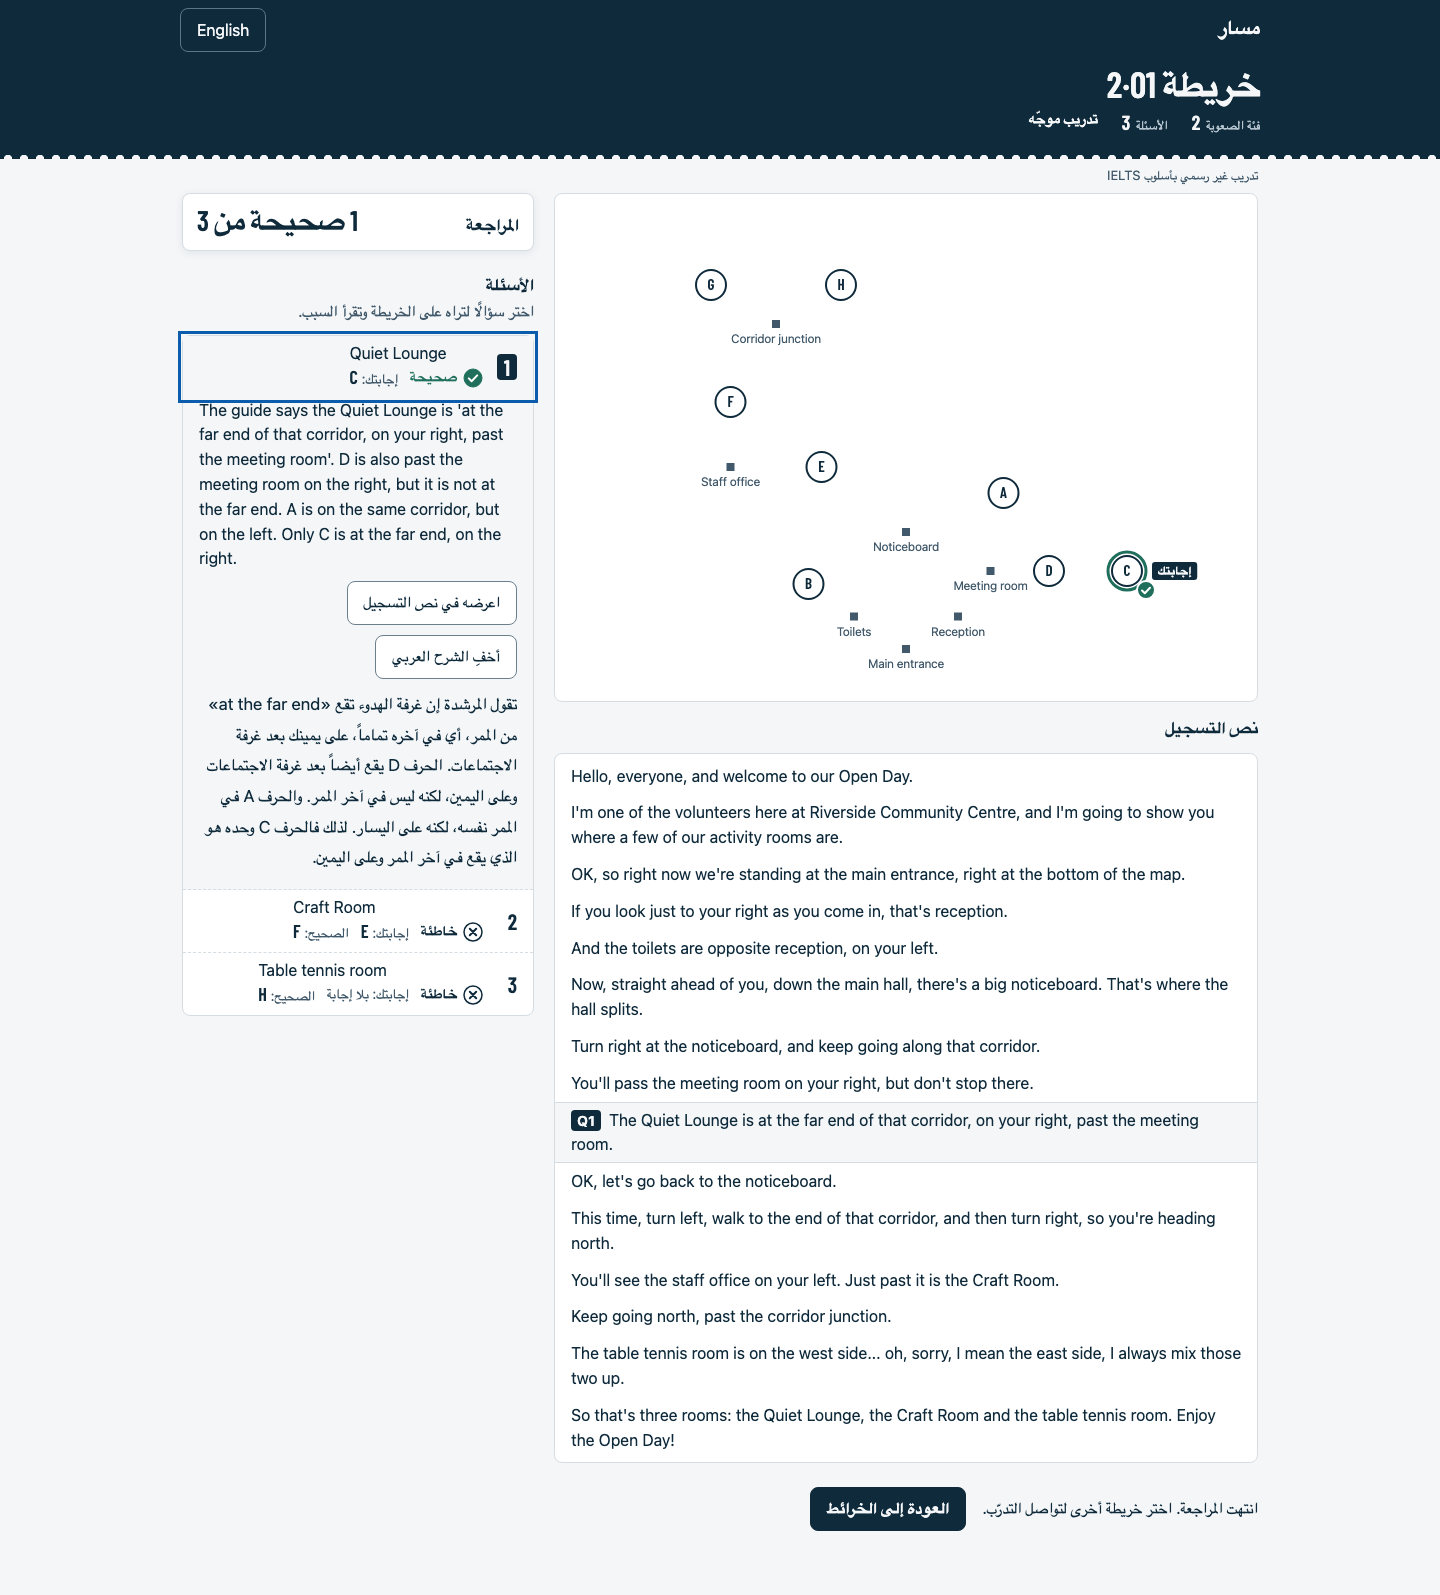 مسار
English
خريطة 2·01
فئة الصعوبة 2 الأسئلة 3 تدريب موجّه
تدريب غير رسمي بأسلوب IELTS
G
H
Corridor junction
F
E
Staff office
A
Noticeboard
B
Meeting room
D
C
إجابتك
Toilets
Reception
Main entrance
نص التسجيل
Hello, everyone, and welcome to our Open Day.
I'm one of the volunteers here at Riverside Community Centre, and I'm going to show you
where a few of our activity rooms are.
OK, so right now we're standing at the main entrance, right at the bottom of the map.
If you look just to your right as you come in, that's reception.
And the toilets are opposite reception, on your left.
Now, straight ahead of you, down the main hall, there's a big noticeboard. That's where the
hall splits.
Turn right at the noticeboard, and keep going along that corridor.
You'll pass the meeting room on your right, but don't stop there.
Q1 The Quiet Lounge is at the far end of that corridor, on your right, past the meeting
room.
OK, let's go back to the noticeboard.
This time, turn left, walk to the end of that corridor, and then turn right, so you're heading
north.
You'll see the staff office on your left. Just past it is the Craft Room.
Keep going north, past the corridor junction.
The table tennis room is on the west side... oh, sorry, I mean the east side, I always mix those
two up.
So that's three rooms: the Quiet Lounge, the Craft Room and the table tennis room. Enjoy
the Open Day!
المراجعة
1 صحيحة من 3
الأسئلة
اختر سؤالًا لتراه على الخريطة وتقرأ السبب.
1
Quiet Lounge
صحيحة إجابتك: C
The guide says the Quiet Lounge is 'at the
far end of that corridor, on your right, past
the meeting room'. D is also past the
meeting room on the right, but it is not at
the far end. A is on the same corridor, but
on the left. Only C is at the far end, on the
right.
اعرضه في نص التسجيل
أخفِ الشرح العربي
تقول المرشدة إن غرفة الهدوء تقع «at the far end»
من الممر، أي في آخره تماماً، على يمينك بعد غرفة
الاجتماعات. الحرف D يقع أيضاً بعد غرفة الاجتماعات
وعلى اليمين، لكنه ليس في آخر الممر. والحرف A في
الممر نفسه، لكنه على اليسار. لذلك فالحرف C وحده هو
الذي يقع في آخر الممر وعلى اليمين.
2
Craft Room
خاطئة إجابتك: E الصحيح: F
3
Table tennis room
خاطئة إجابتك: بلا إجابة الصحيح: H
انتهت المراجعة. اختر خريطة أخرى لتواصل التدرّب.
العودة إلى الخرائط